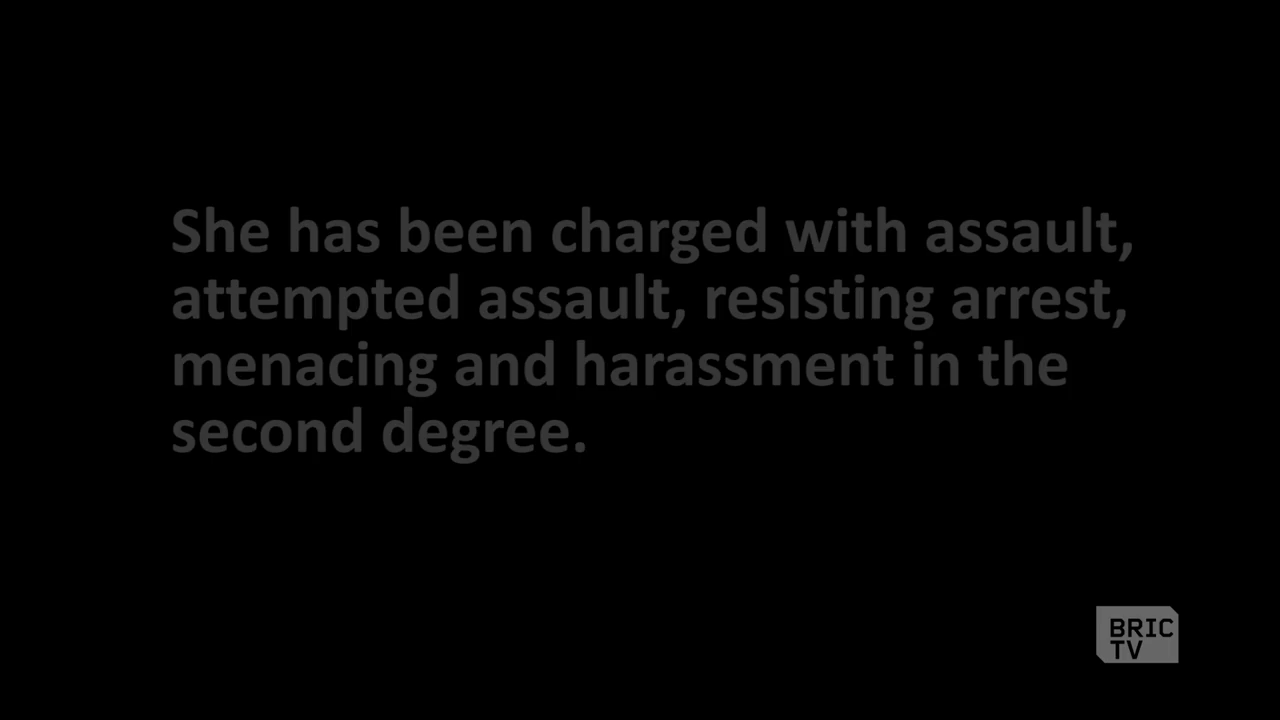 She has been charged with assault,
attempted assault, resisting arrest,
menacing and harassment in the
second degree.
BRIC
TV